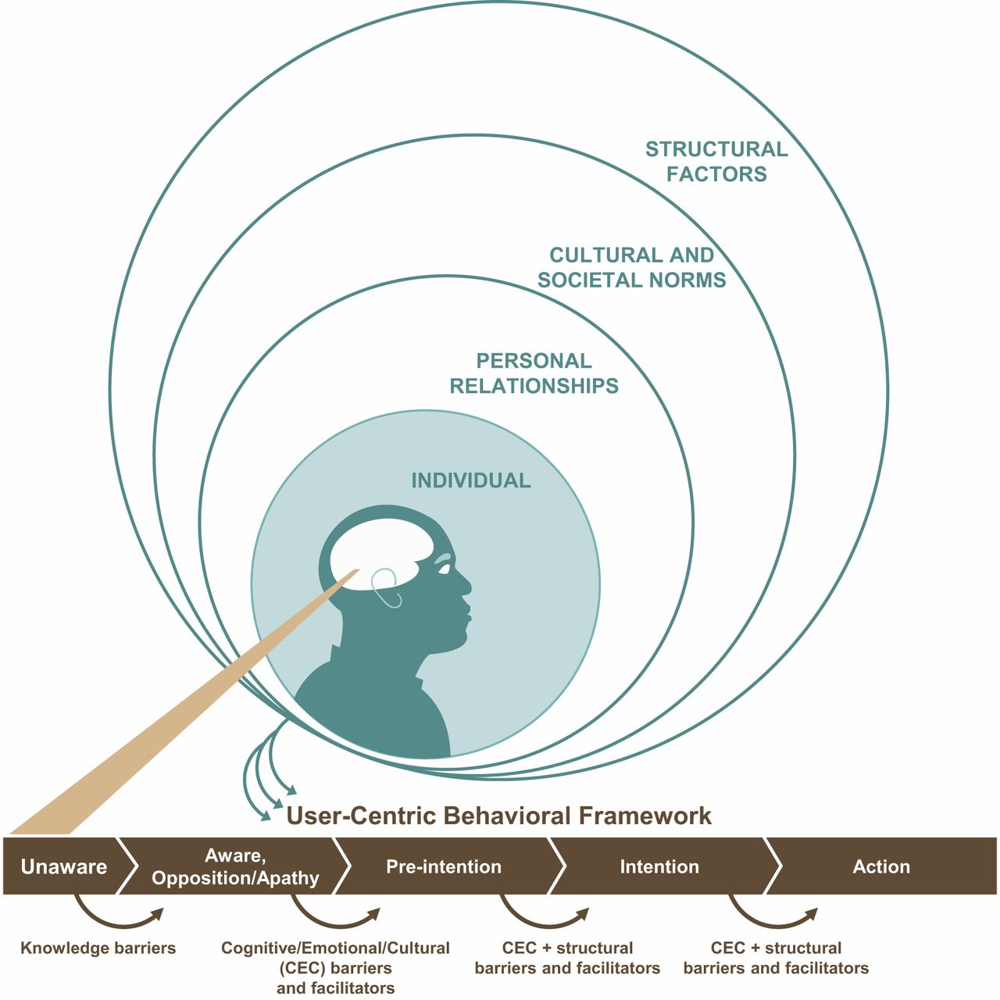 STRUCTURAL
FACTORS
CULTURAL AND
SOCIETAL NORMS
PERSONAL
RELATIONSHIPS
INDIVIDUAL
User-Centric Behavioral Framework
Unaware
Aware,
Opposition/Apathy
Pre-intention
Intention
Action
Knowledge barriers
Cognitive/Emotional/Cultural
(CEC) barriers
and facilitators
CEC + structural
barriers and facilitators
CEC + structural
barriers and facilitators